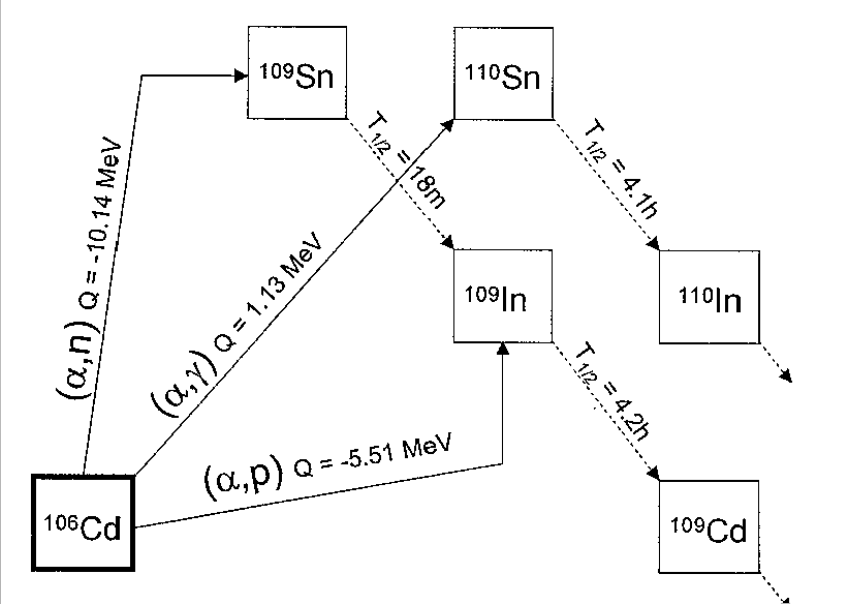 ¹⁰⁹Sn
¹¹⁰Sn
T₁/₂ = 18m
T₁/₂ = 4.1h
(α,n) Q = -10.14 MeV
(α,γ) Q = 1.13 MeV
¹⁰⁹In
¹¹⁰In
T₁/₂ = 4.2h
(α,p) Q = -5.51 MeV
¹⁰⁶Cd
¹⁰⁹Cd